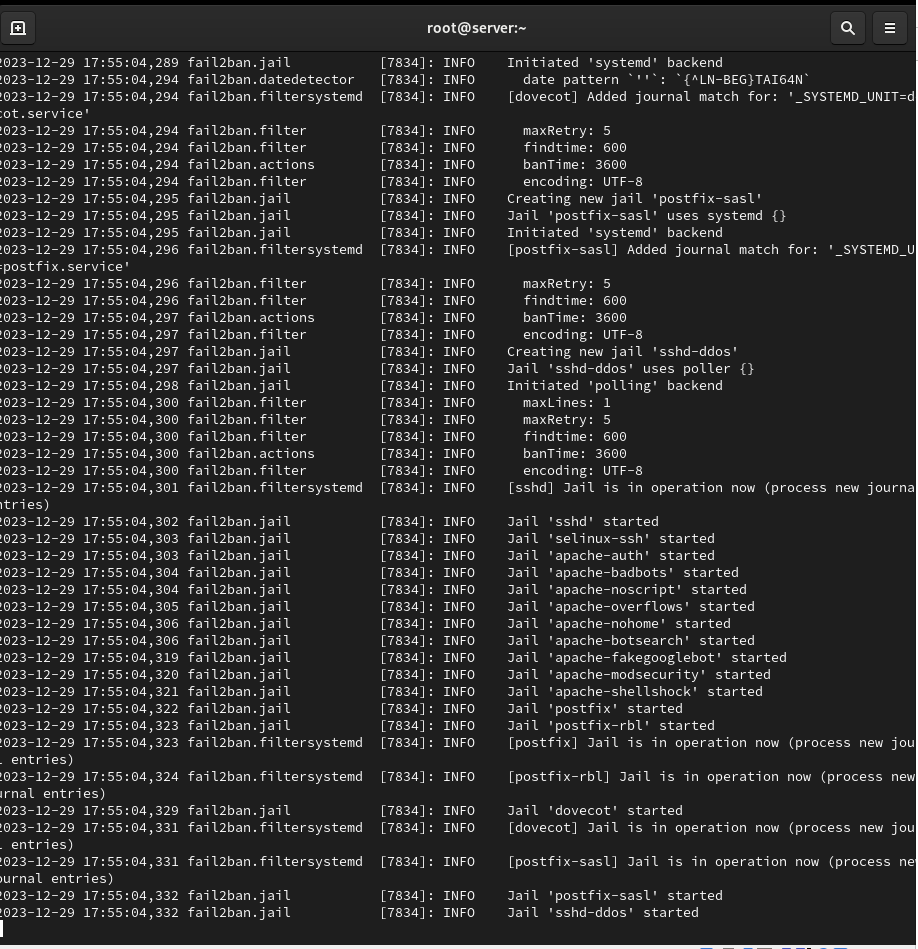 root@server:~
2023-12-29 17:55:04,289 fail2ban.jail [7834]: INFO Initiated 'systemd' backend
2023-12-29 17:55:04,294 fail2ban.datedetector [7834]: INFO date pattern `''`: `{^LN-BEG}TAI64N`
2023-12-29 17:55:04,294 fail2ban.filtersystemd [7834]: INFO [dovecot] Added journal match for: '_SYSTEMD_UNIT=d
cot.service'
2023-12-29 17:55:04,294 fail2ban.filter [7834]: INFO maxRetry: 5
2023-12-29 17:55:04,294 fail2ban.filter [7834]: INFO findtime: 600
2023-12-29 17:55:04,294 fail2ban.actions [7834]: INFO banTime: 3600
2023-12-29 17:55:04,294 fail2ban.filter [7834]: INFO encoding: UTF-8
2023-12-29 17:55:04,295 fail2ban.jail [7834]: INFO Creating new jail 'postfix-sasl'
2023-12-29 17:55:04,295 fail2ban.jail [7834]: INFO Jail 'postfix-sasl' uses systemd {}
2023-12-29 17:55:04,295 fail2ban.jail [7834]: INFO Initiated 'systemd' backend
2023-12-29 17:55:04,296 fail2ban.filtersystemd [7834]: INFO [postfix-sasl] Added journal match for: '_SYSTEMD_U
=postfix.service'
2023-12-29 17:55:04,296 fail2ban.filter [7834]: INFO maxRetry: 5
2023-12-29 17:55:04,296 fail2ban.filter [7834]: INFO findtime: 600
2023-12-29 17:55:04,297 fail2ban.actions [7834]: INFO banTime: 3600
2023-12-29 17:55:04,297 fail2ban.filter [7834]: INFO encoding: UTF-8
2023-12-29 17:55:04,297 fail2ban.jail [7834]: INFO Creating new jail 'sshd-ddos'
2023-12-29 17:55:04,297 fail2ban.jail [7834]: INFO Jail 'sshd-ddos' uses poller {}
2023-12-29 17:55:04,298 fail2ban.jail [7834]: INFO Initiated 'polling' backend
2023-12-29 17:55:04,300 fail2ban.filter [7834]: INFO maxLines: 1
2023-12-29 17:55:04,300 fail2ban.filter [7834]: INFO maxRetry: 5
2023-12-29 17:55:04,300 fail2ban.filter [7834]: INFO findtime: 600
2023-12-29 17:55:04,300 fail2ban.actions [7834]: INFO banTime: 3600
2023-12-29 17:55:04,300 fail2ban.filter [7834]: INFO encoding: UTF-8
2023-12-29 17:55:04,301 fail2ban.filtersystemd [7834]: INFO [sshd] Jail is in operation now (process new journa
ntries)
2023-12-29 17:55:04,302 fail2ban.jail [7834]: INFO Jail 'sshd' started
2023-12-29 17:55:04,303 fail2ban.jail [7834]: INFO Jail 'selinux-ssh' started
2023-12-29 17:55:04,303 fail2ban.jail [7834]: INFO Jail 'apache-auth' started
2023-12-29 17:55:04,304 fail2ban.jail [7834]: INFO Jail 'apache-badbots' started
2023-12-29 17:55:04,304 fail2ban.jail [7834]: INFO Jail 'apache-noscript' started
2023-12-29 17:55:04,305 fail2ban.jail [7834]: INFO Jail 'apache-overflows' started
2023-12-29 17:55:04,306 fail2ban.jail [7834]: INFO Jail 'apache-nohome' started
2023-12-29 17:55:04,306 fail2ban.jail [7834]: INFO Jail 'apache-botsearch' started
2023-12-29 17:55:04,319 fail2ban.jail [7834]: INFO Jail 'apache-fakegooglebot' started
2023-12-29 17:55:04,320 fail2ban.jail [7834]: INFO Jail 'apache-modsecurity' started
2023-12-29 17:55:04,321 fail2ban.jail [7834]: INFO Jail 'apache-shellshock' started
2023-12-29 17:55:04,322 fail2ban.jail [7834]: INFO Jail 'postfix' started
2023-12-29 17:55:04,323 fail2ban.jail [7834]: INFO Jail 'postfix-rbl' started
2023-12-29 17:55:04,323 fail2ban.filtersystemd [7834]: INFO [postfix] Jail is in operation now (process new jou
l entries)
2023-12-29 17:55:04,324 fail2ban.filtersystemd [7834]: INFO [postfix-rbl] Jail is in operation now (process new
urnal entries)
2023-12-29 17:55:04,329 fail2ban.jail [7834]: INFO Jail 'dovecot' started
2023-12-29 17:55:04,331 fail2ban.filtersystemd [7834]: INFO [dovecot] Jail is in operation now (process new jou
l entries)
2023-12-29 17:55:04,331 fail2ban.filtersystemd [7834]: INFO [postfix-sasl] Jail is in operation now (process ne
ournal entries)
2023-12-29 17:55:04,332 fail2ban.jail [7834]: INFO Jail 'postfix-sasl' started
2023-12-29 17:55:04,332 fail2ban.jail [7834]: INFO Jail 'sshd-ddos' started